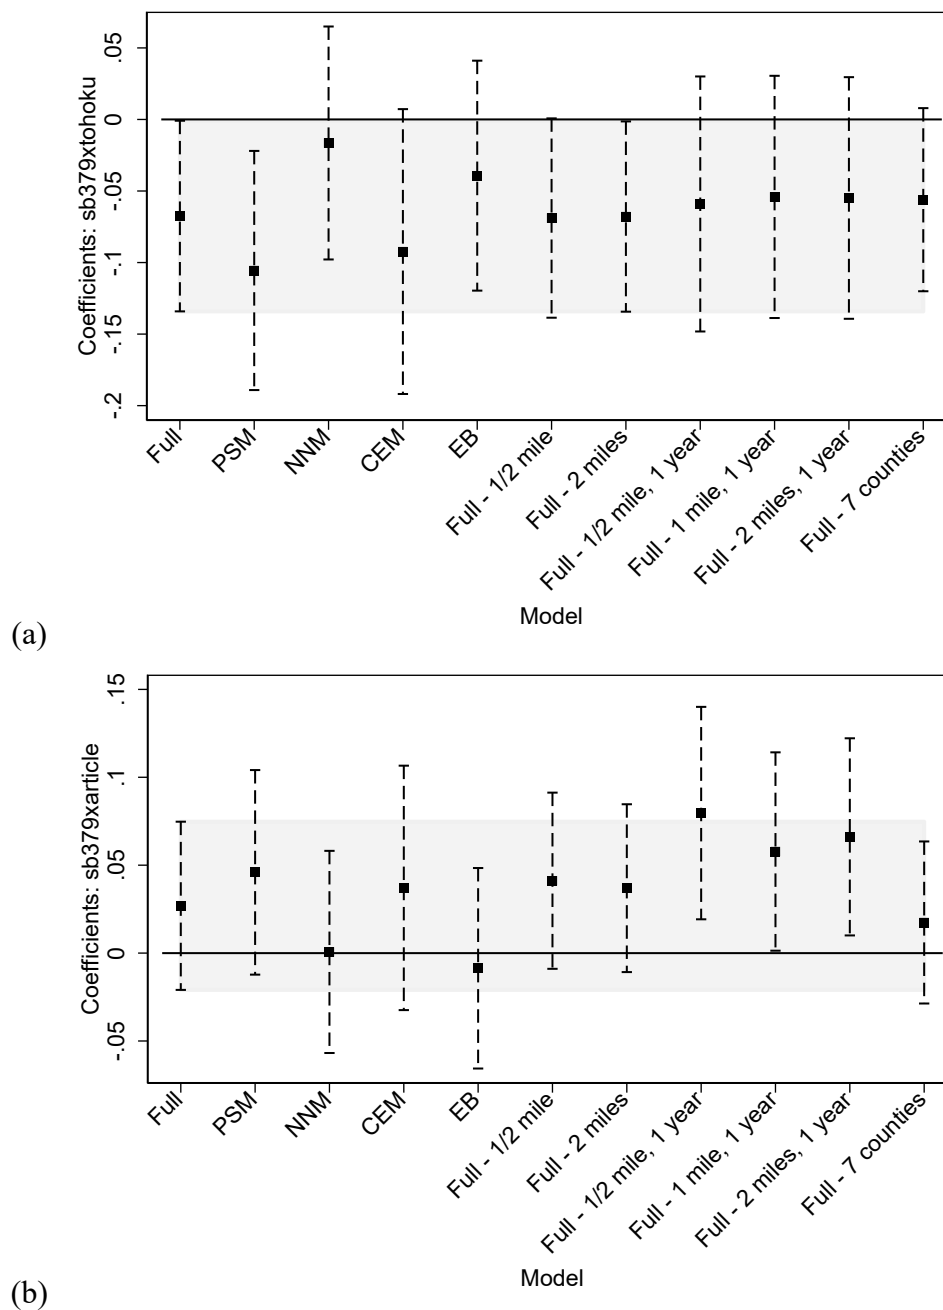 .05
0
-.05
-.1
-.15
-.2
Coefficients: sb379xtohoku
Full
PSM
NNM
CEM
EB
Full - 1/2 mile
Full - 2 miles
Full - 1/2 mile, 1 year
Full - 1 mile, 1 year
Full - 2 miles, 1 year
Full - 7 counties
Model
(a)
.15
.1
.05
0
-.05
Coefficients: sb379xarticle
Full
PSM
NNM
CEM
EB
Full - 1/2 mile
Full - 2 miles
Full - 1/2 mile, 1 year
Full - 1 mile, 1 year
Full - 2 miles, 1 year
Full - 7 counties
Model
(b)